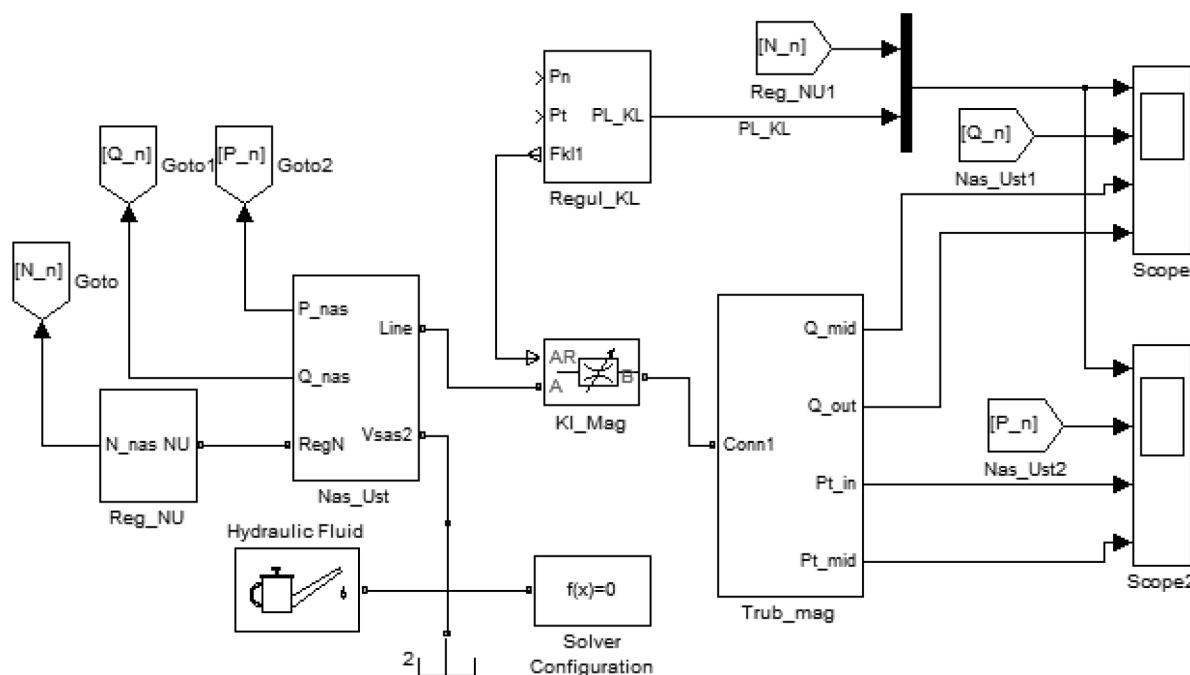 [N_n]
Reg_NU1
Pn
Pt
PL_KL
Fkl1
Regul_KL
PL_KL
[Q_n]
Nas_Ust1
Scope
[Q_n]
Goto1
[P_n]
Goto2
[N_n]
Goto
P_nas
Line
Q_nas
RegN
Vsas2
Nas_Ust
N_nas NU
Reg_NU
AR
A
B
Kl_Mag
Q_mid
Q_out
Conn1
Pt_in
Pt_mid
Trub_mag
[P_n]
Nas_Ust2
Scope2
Hydraulic Fluid
f(x)=0
Solver
Configuration
2